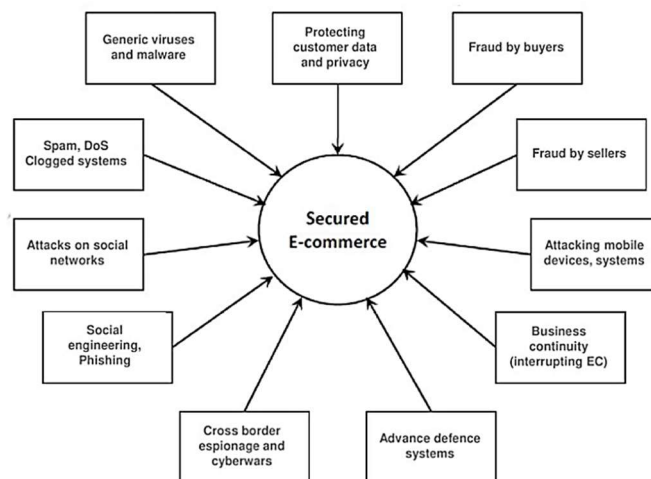 Generic viruses
and malware
Protecting
customer data
and privacy
Fraud by buyers
Spam, DoS
Clogged systems
Fraud by sellers
Secured
E-commerce
Attacks on social
networks
Attacking mobile
devices, systems
Social
engineering,
Phishing
Business
continuity
(interrupting EC)
Cross border
espionage and
cyberwars
Advance defence
systems